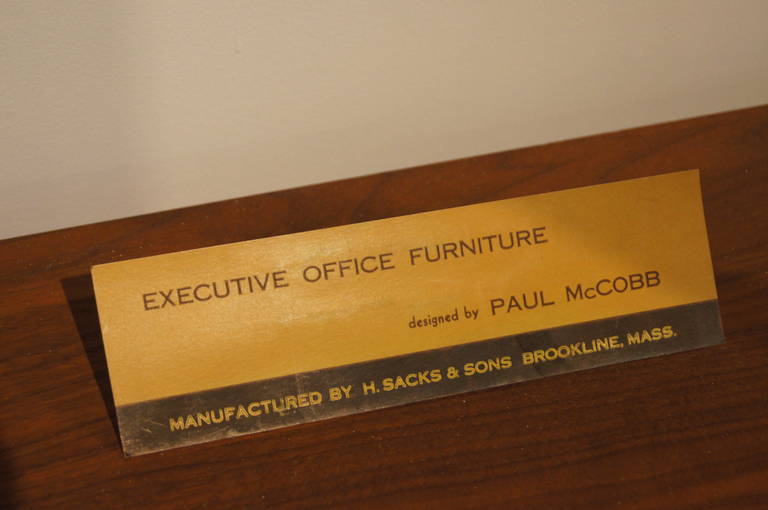 EXECUTIVE OFFICE FURNITURE
designed by PAUL McCOBB
MANUFACTURED BY H. SACKS & SONS BROOKLINE, MASS.